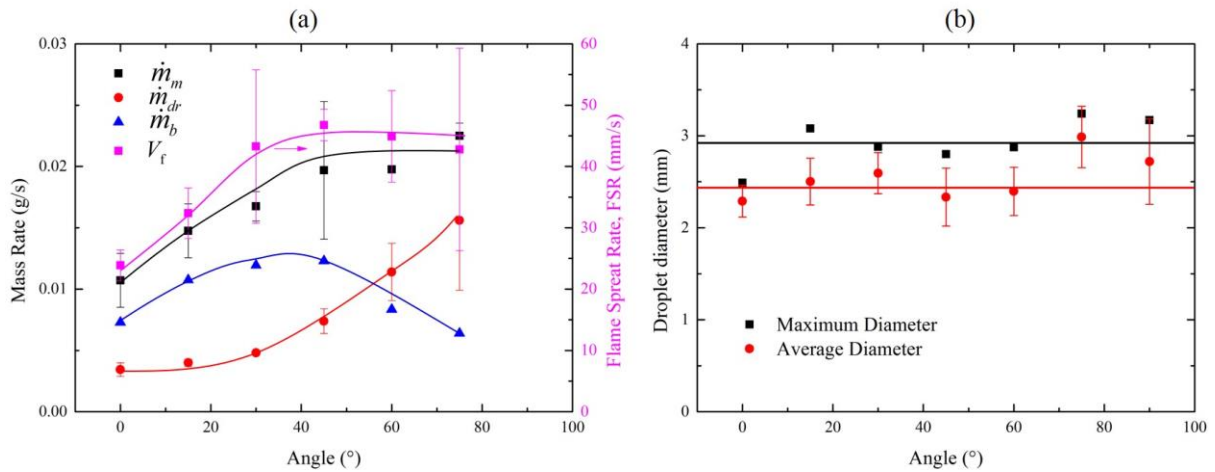 (a)
0.03
0.02
0.01
0.00
Mass Rate (g/s)
ṁm
ṁdr
ṁb
Vf
60
50
40
30
20
10
0
Flame Spreat Rate, FSR (mm/s)
0 20 40 60 80 100
Angle (°)
(b)
4
3
2
1
0
Droplet diameter (mm)
Maximum Diameter
Average Diameter
0 20 40 60 80 100
Angle (°)